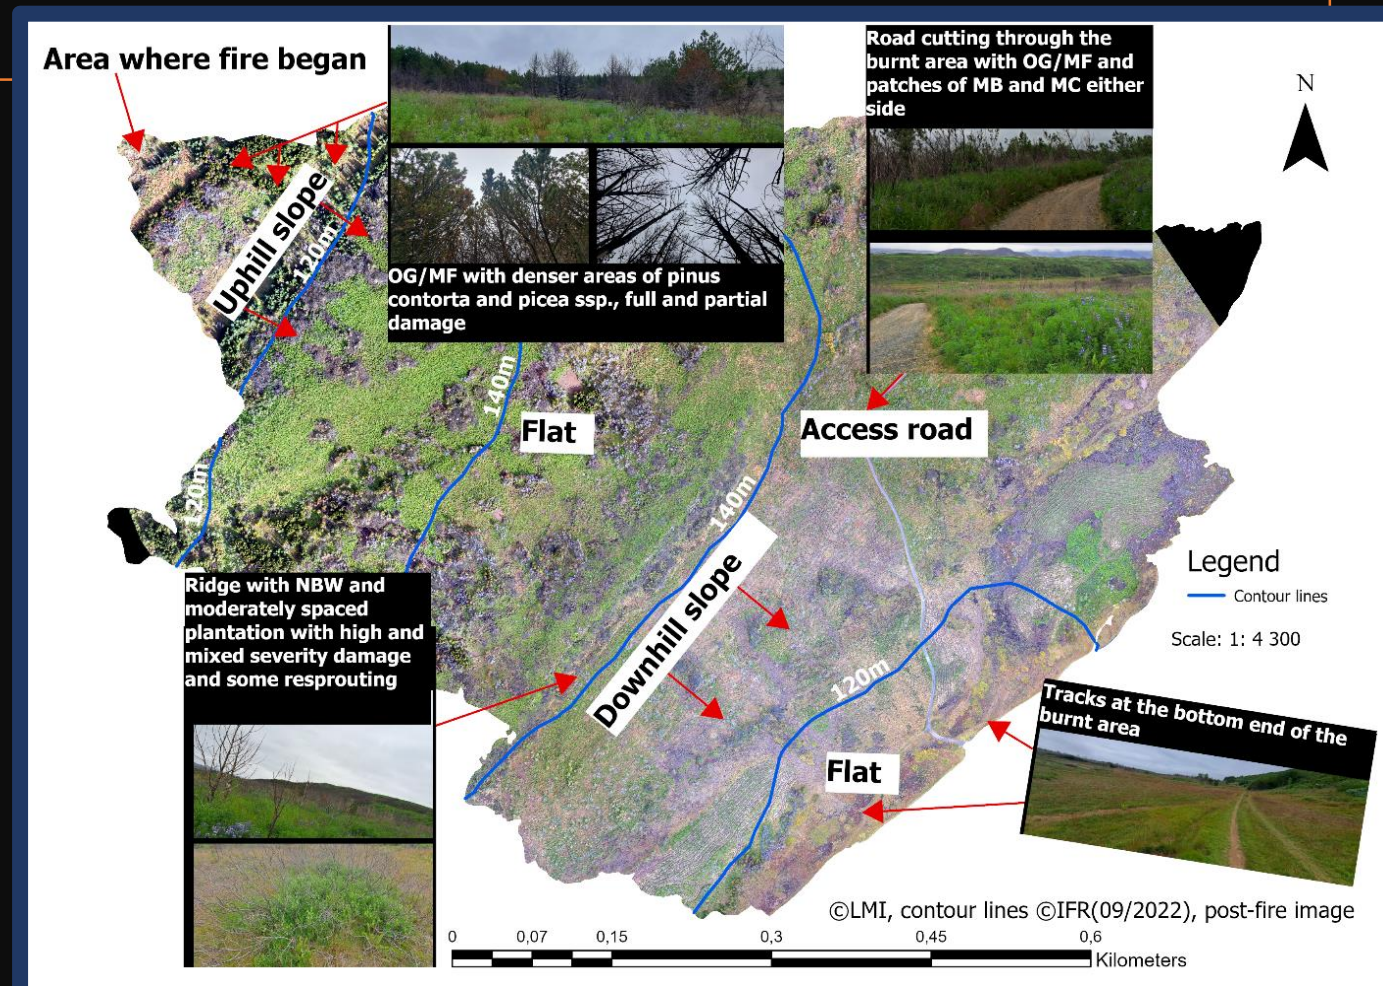 Area where fire began
Road cutting through the
burnt area with OG/MF and
patches of MB and MC either
side
N
Uphill slope
120m
OG/MF with denser areas of pinus
contorta and picea ssp., full and partial
damage
140m
Flat
Access road
120m
140m
Downhill slope
Legend
Contour lines
Scale: 1: 4 300
Ridge with NBW and
moderately spaced
plantation with high and
mixed severity damage
and some resprouting
120m
Tracks at the bottom end of the
burnt area
Flat
©LMI, contour lines ©IFR(09/2022), post-fire image
0 0,07 0,15 0,3 0,45 0,6
Kilometers